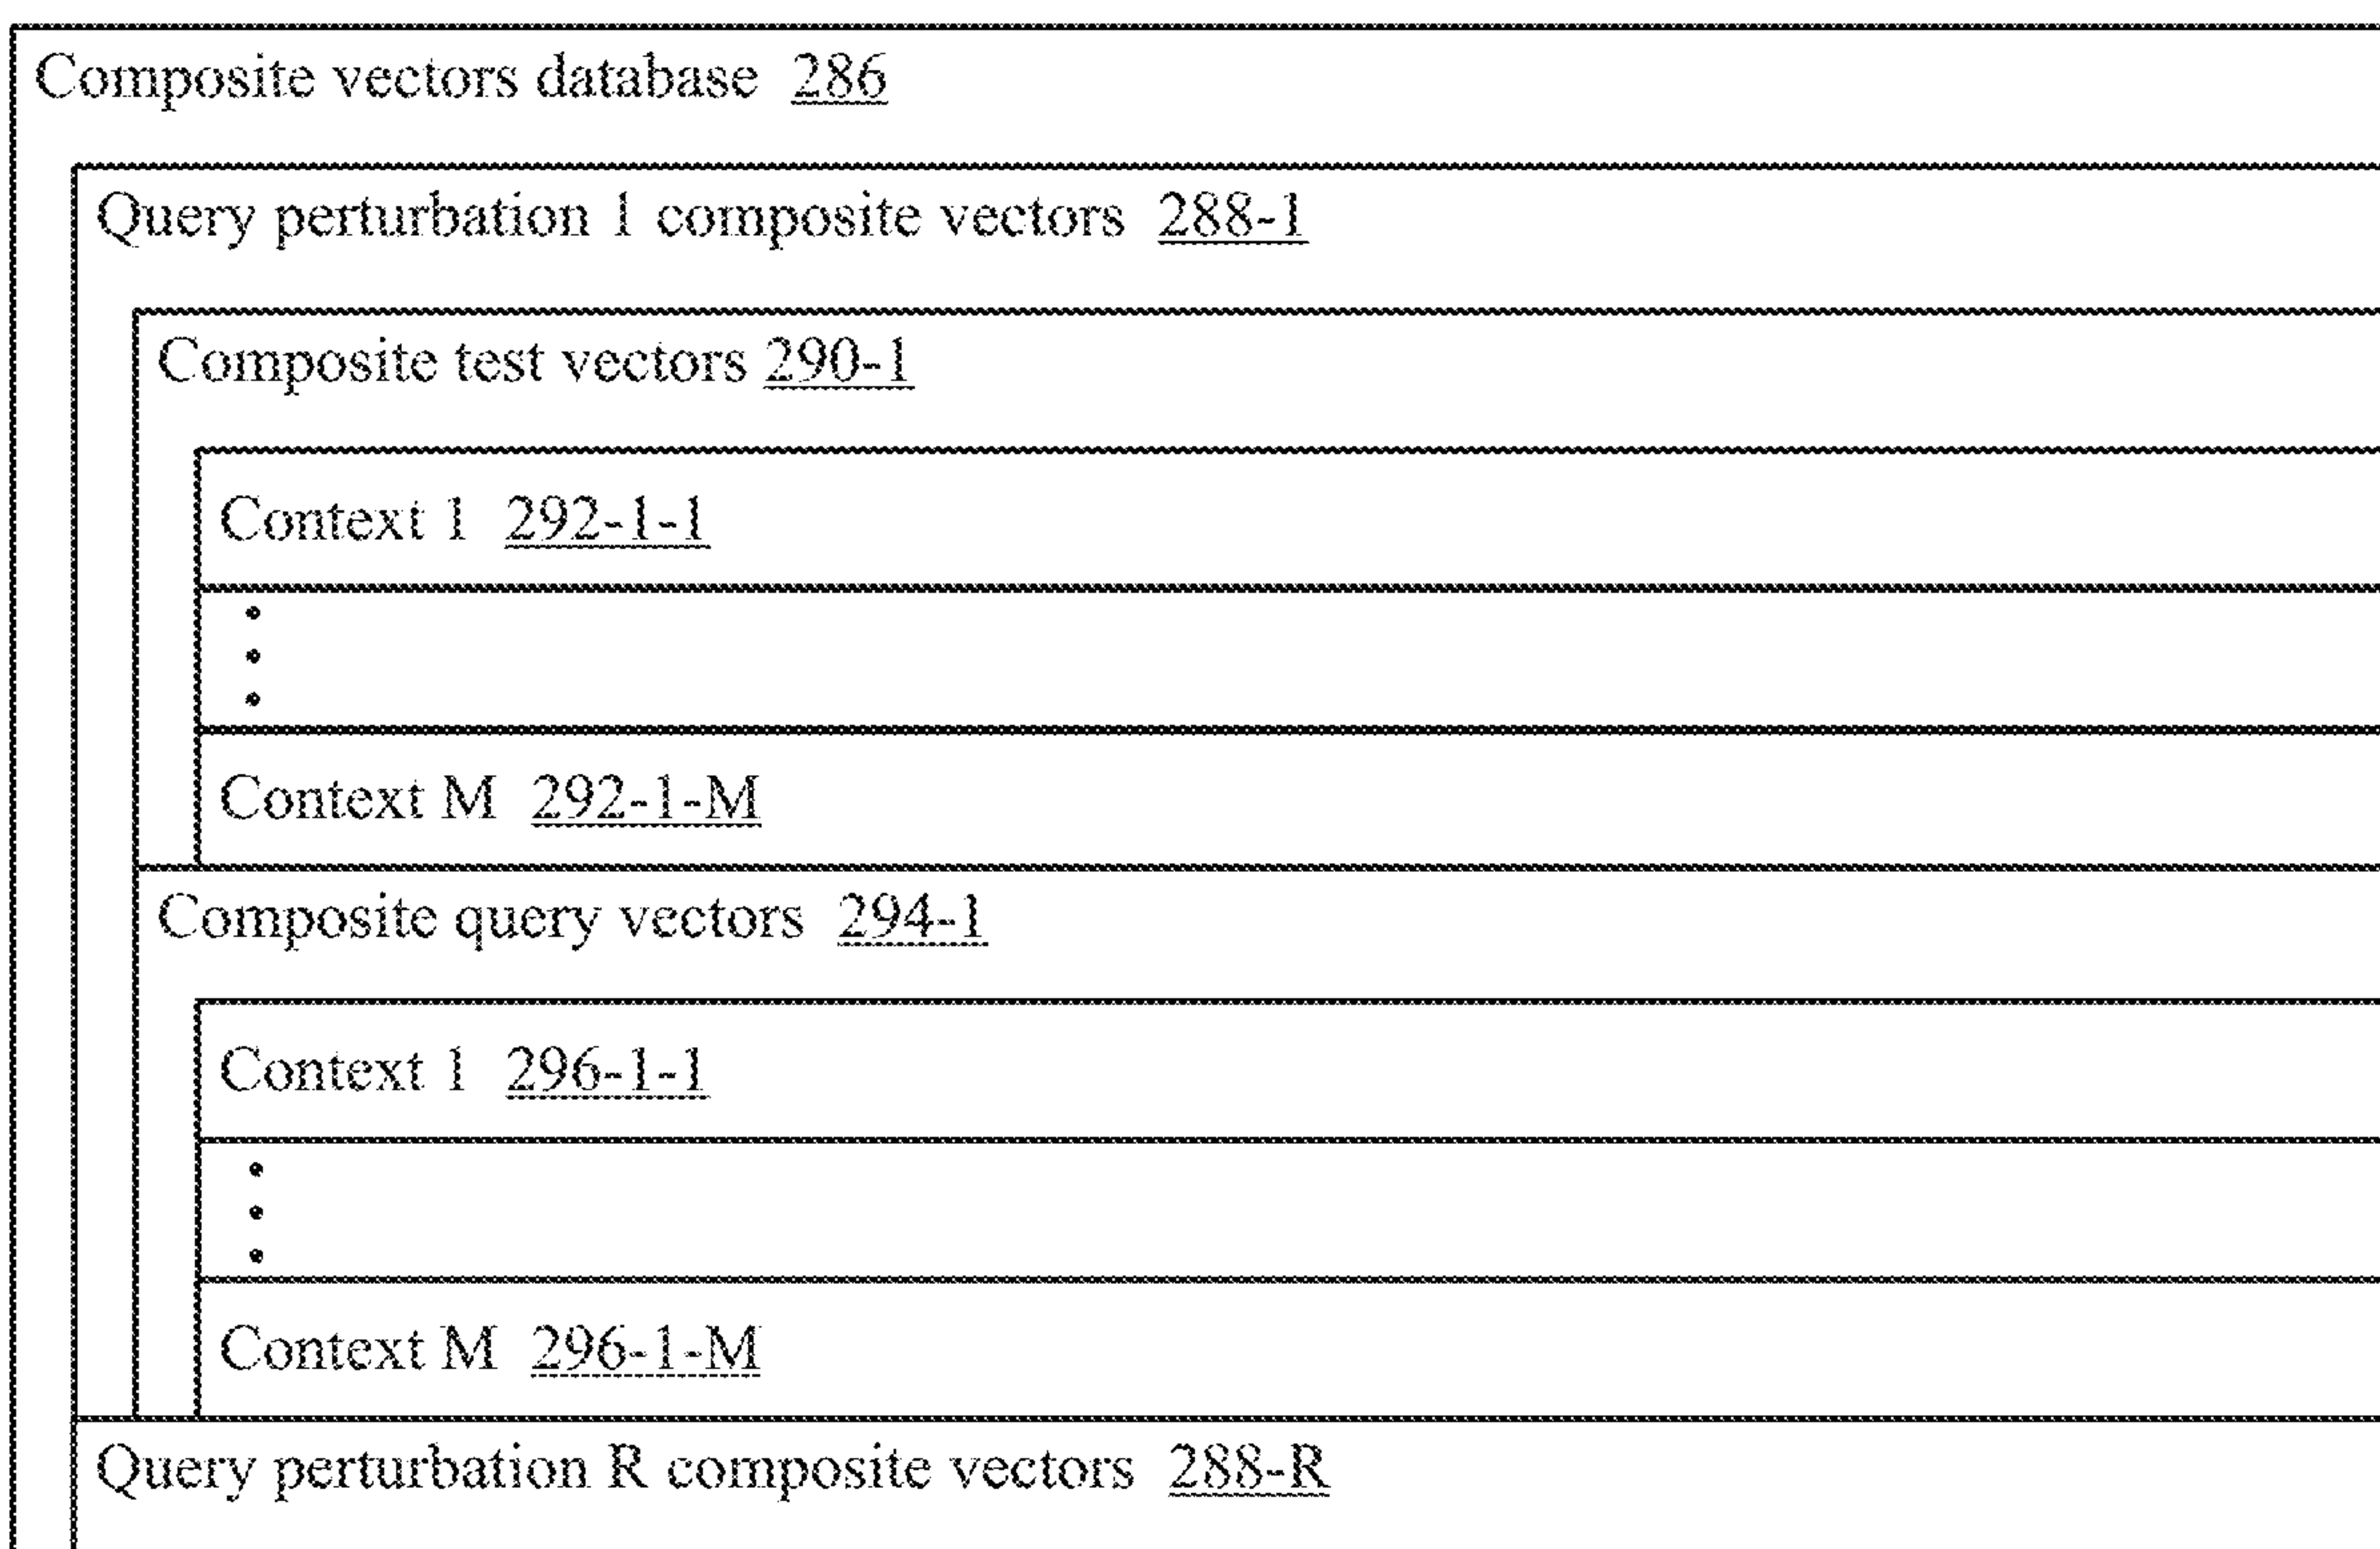 Composite vectors database 286
Query perturbation 1 composite vectors 288-1
Composite test vectors 290-1
Context 1 292-1-1
Context M 292-1-M
Composite query vectors 294-1
Context 1 296-1-1
Context M 296-1-M
Query perturbation R composite vectors 288-R